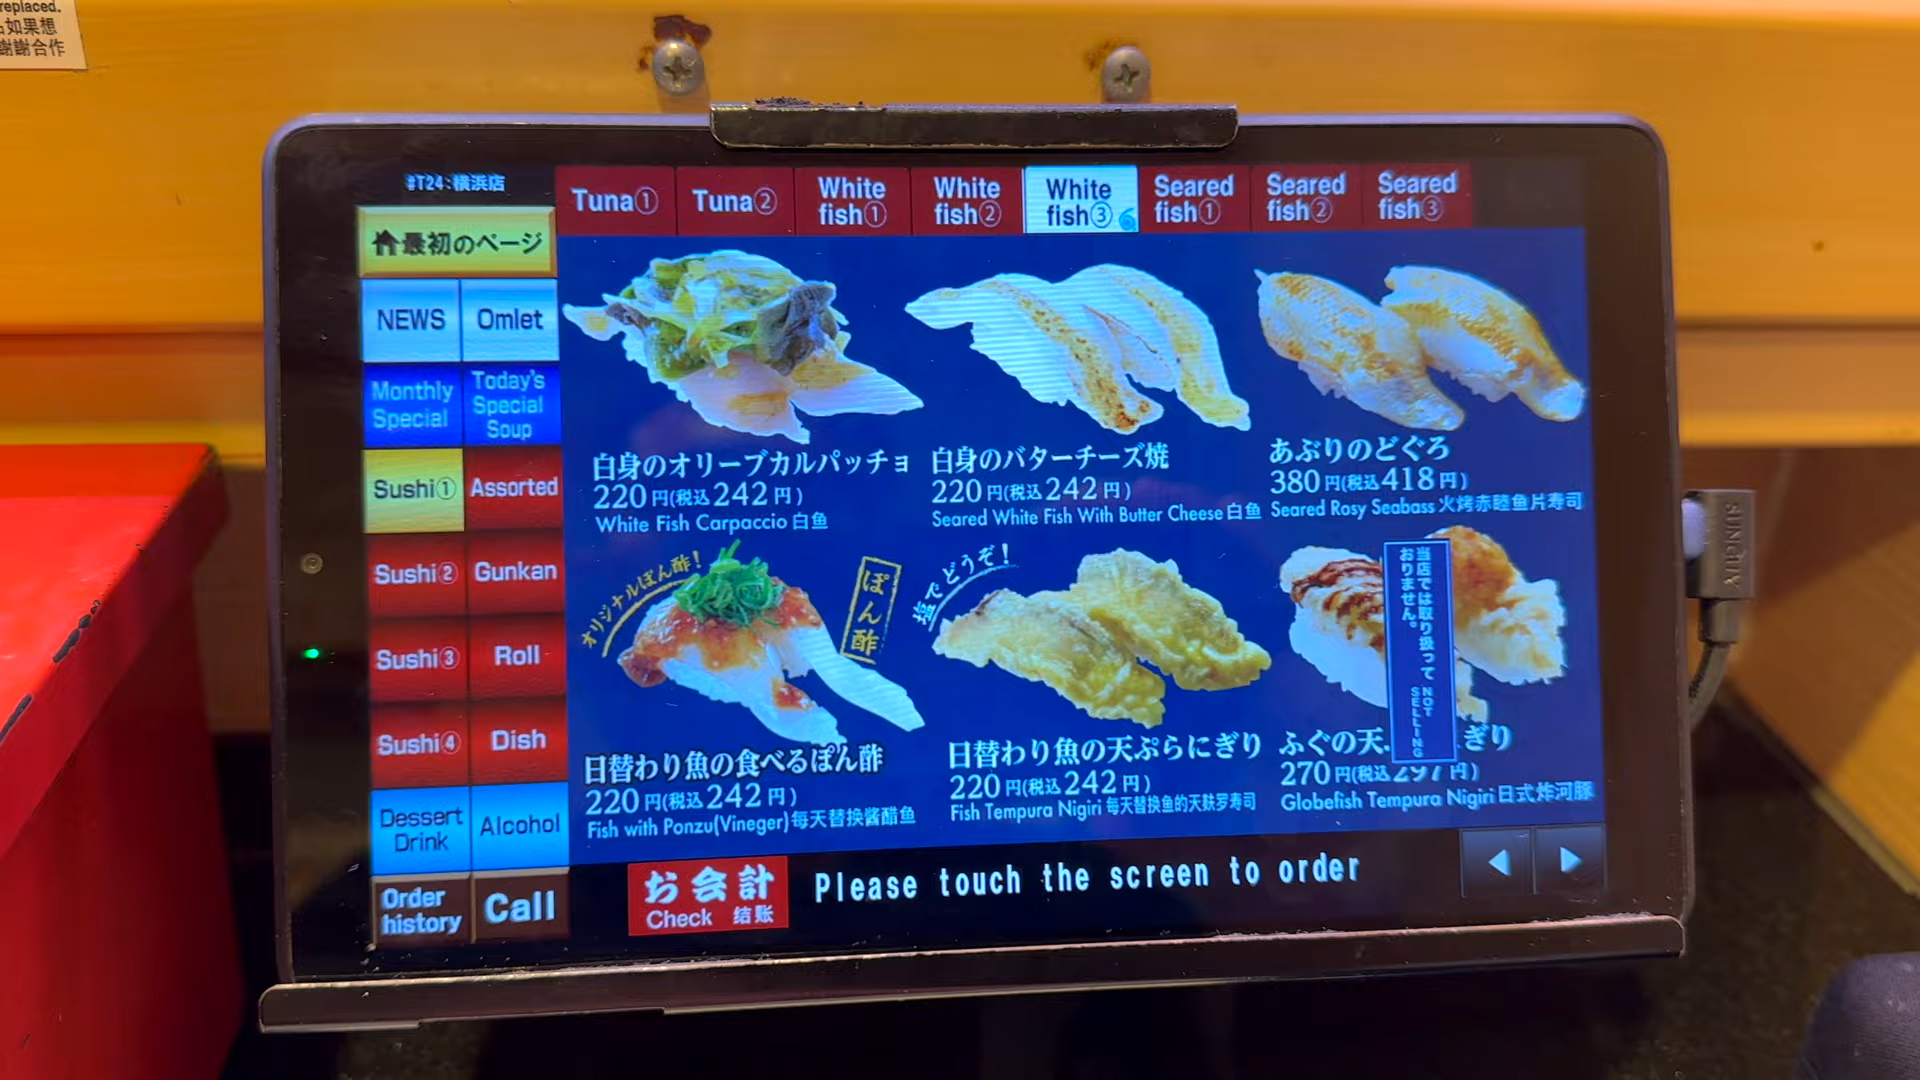 replaced.
如果想
謝謝合作
#T24:横浜店
最初のページ
NEWS
Omlet
Monthly
Special
Today's
Special
Soup
Sushi①
Assorted
Sushi②
Gunkan
Sushi③
Roll
Sushi④
Dish
Dessert
Drink
Alcohol
Order
history
Call
Tuna①
Tuna②
White
fish①
White
fish②
White
fish③
Seared
fish①
Seared
fish②
Seared
fish③
白身のオリーブカルパッチョ
220円(税込242円)
White Fish Carpaccio 白鱼
白身のバターチーズ焼
220円(税込242円)
Seared White Fish With Butter Cheese 白鱼
あぶりのどぐろ
380円(税込418円)
Seared Rosy Seabass 火烤赤鯥鱼片寿司
オリジナルぽん酢!
ぽん酢
日替わり魚の食べるぽん酢
220円(税込242円)
Fish with Ponzu(Vineger)每天替换酱醋鱼
塩でどうぞ!
日替わり魚の天ぷらにぎり
220円(税込242円)
Fish Tempura Nigiri 每天替换鱼的天麸罗寿司
当店では取り扱って
おりません。
NOT
SELLING
ふぐの天
ぎり
270円(税込297円)
Globefish Tempura Nigiri 日式炸河豚
お会計
Check 结账
Please touch the screen to order